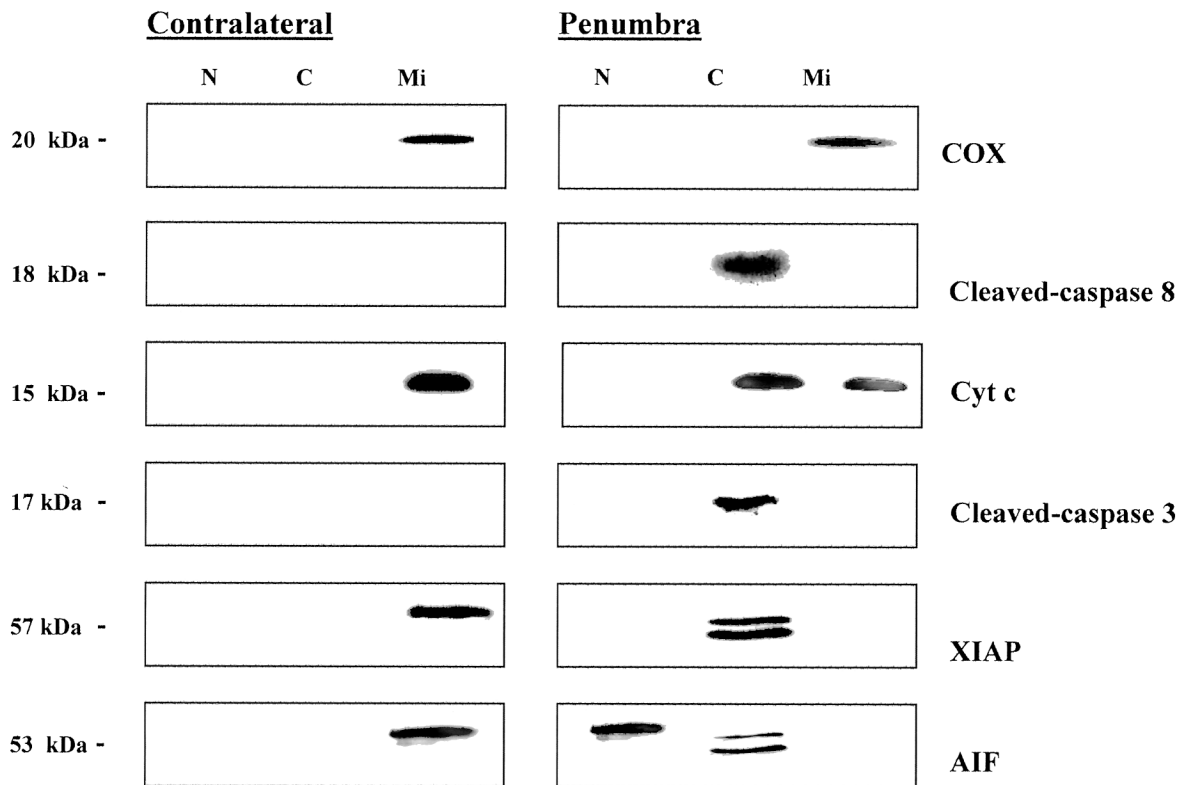 Contralateral Penumbra
N C Mi N C Mi
20 kDa - COX
18 kDa - Cleaved-caspase 8
15 kDa - Cyt c
17 kDa - Cleaved-caspase 3
57 kDa - XIAP
53 kDa - AIF